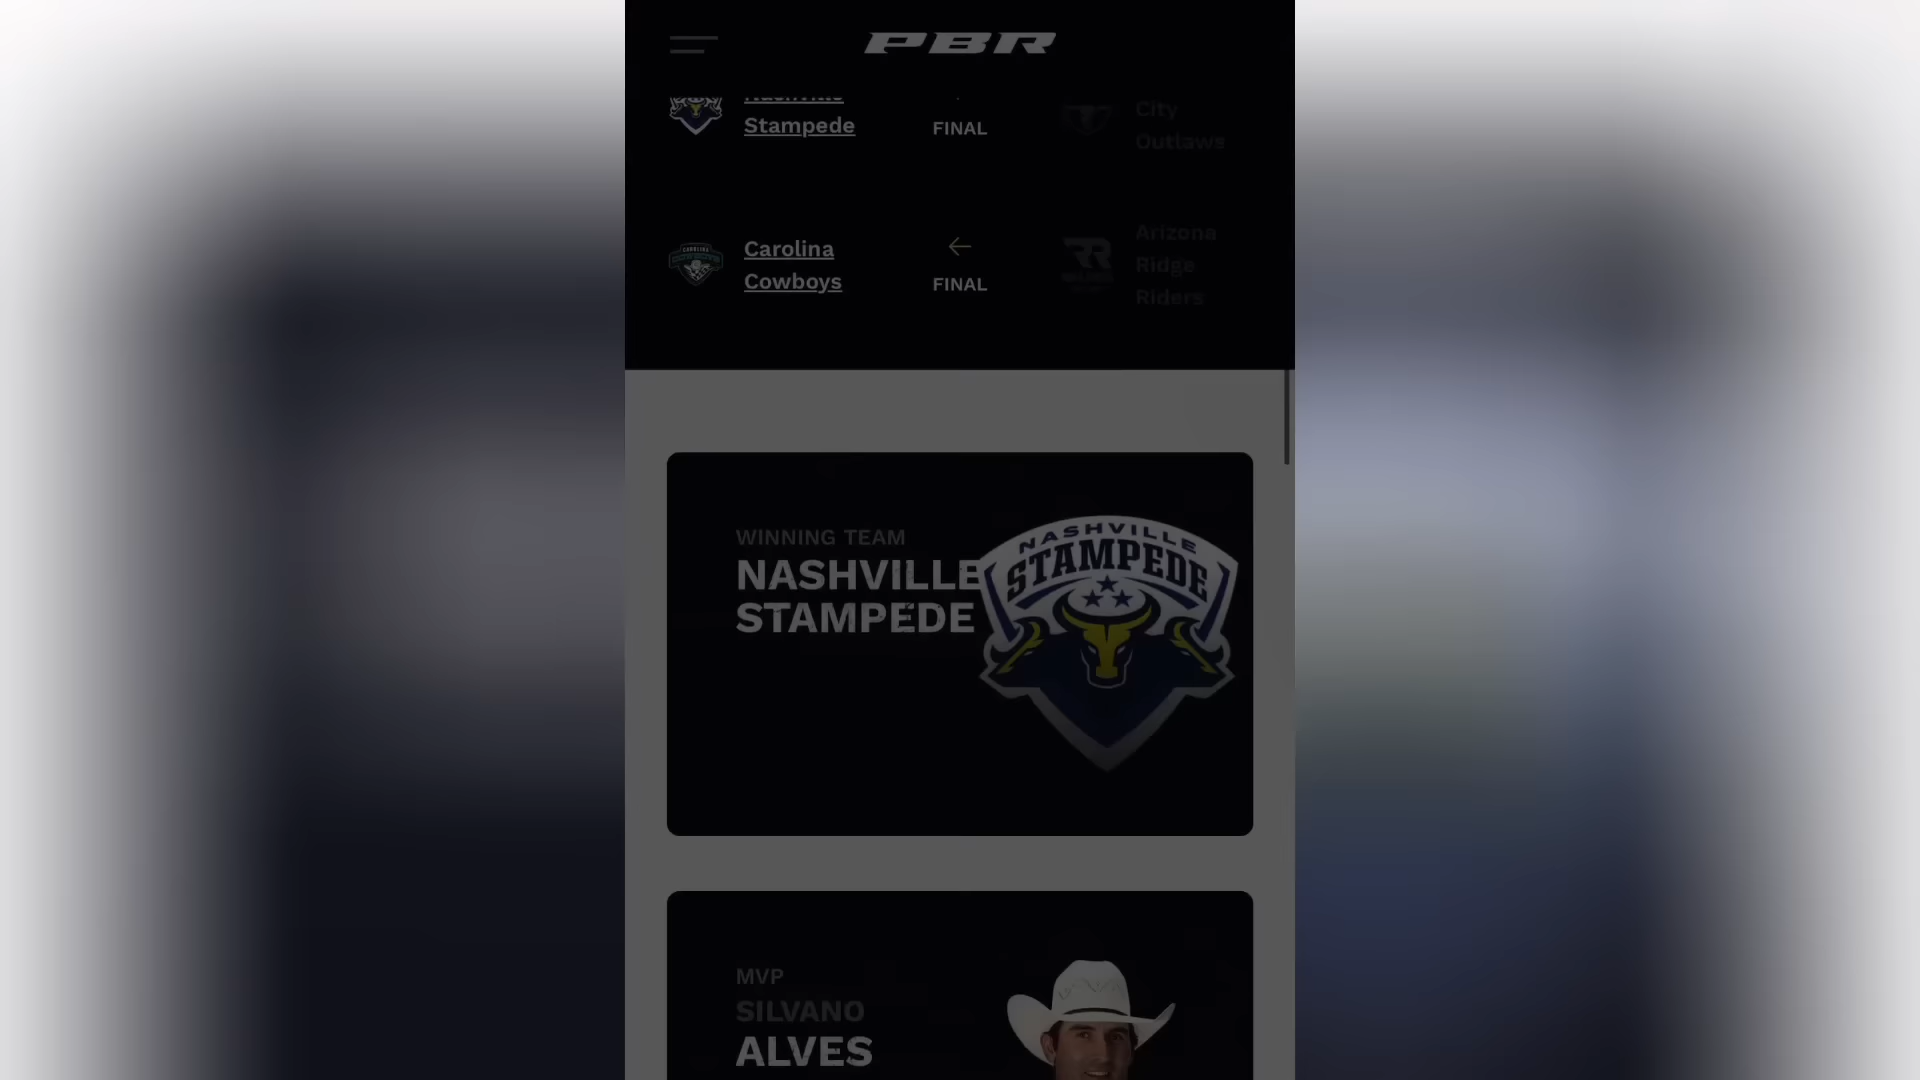 PBR
Stampede
FINAL
City
Outlaws
Carolina
Cowboys
FINAL
Arizona
Ridge
Riders
WINNING TEAM
NASHVILLE
STAMPEDE
NASHVILLE
STAMPEDE
MVP
SILVANO
ALVES